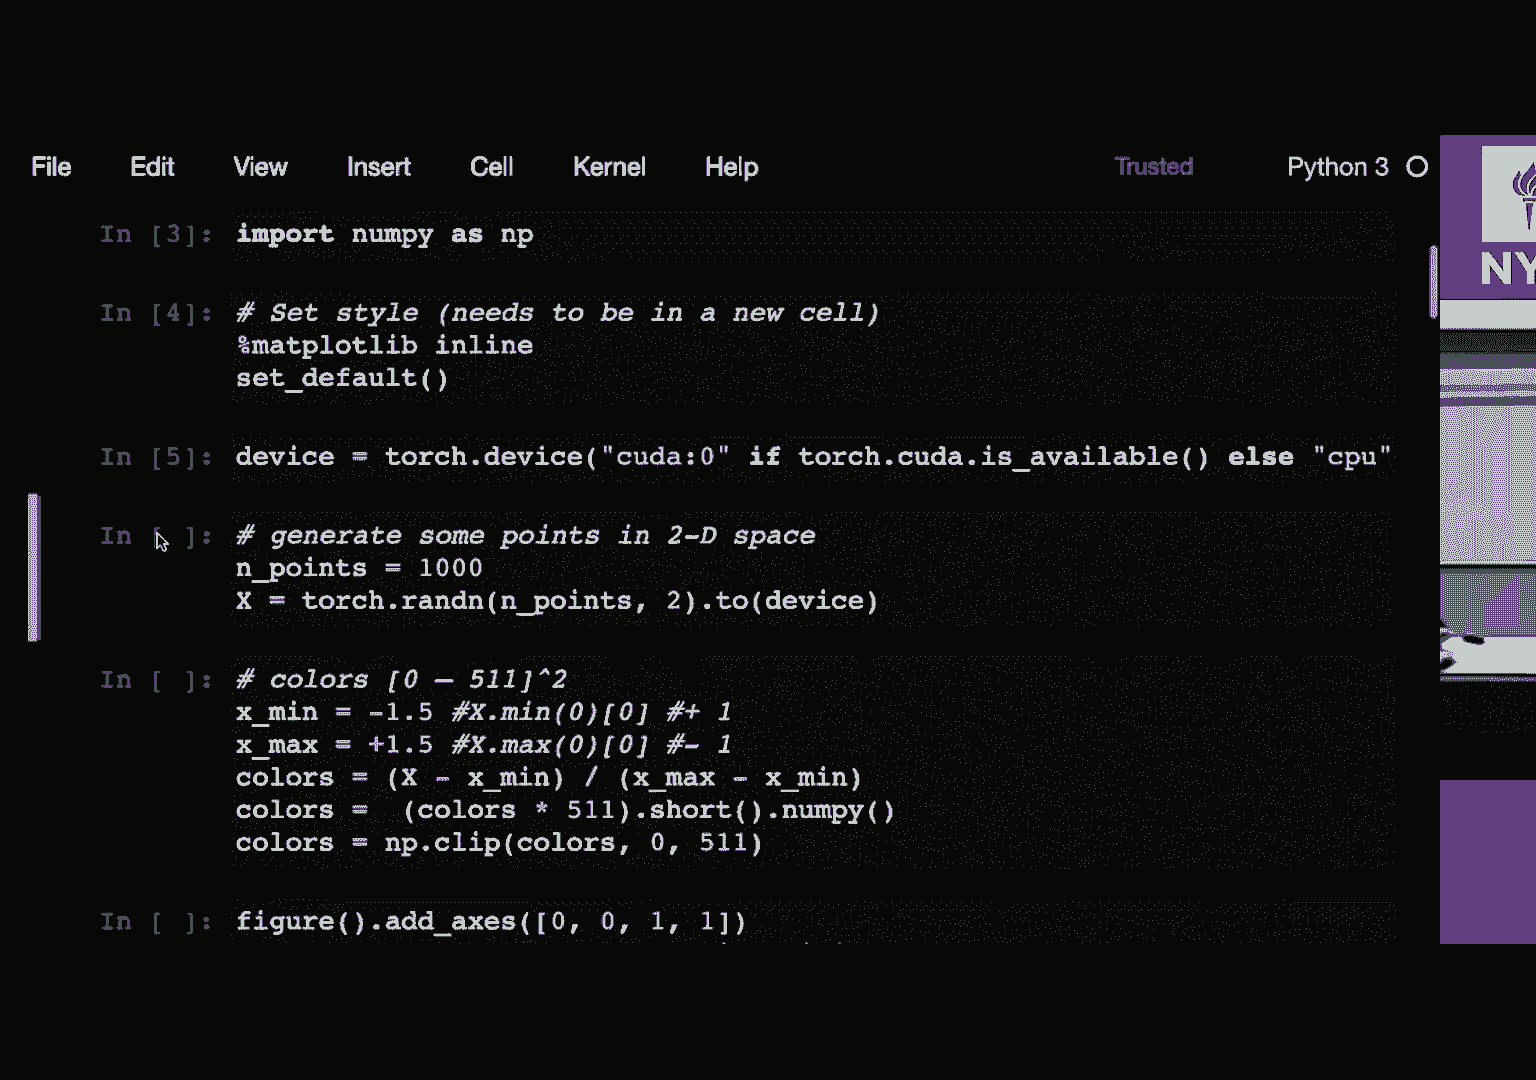 File Edit View Insert Cell Kernel Help Trusted Python 3
NY
In [3]: import numpy as np
In [4]: # Set style (needs to be in a new cell)
%matplotlib inline
set_default()
In [5]: device = torch.device("cuda:0" if torch.cuda.is_available() else "cpu"
In [ ]: # generate some points in 2-D space
n_points = 1000
X = torch.randn(n_points, 2).to(device)
In [ ]: # colors [0 — 511]^2
x_min = -1.5 #X.min(0)[0] #+ 1
x_max = +1.5 #X.max(0)[0] #- 1
colors = (X - x_min) / (x_max - x_min)
colors =  (colors * 511).short().numpy()
colors = np.clip(colors, 0, 511)
In [ ]: figure().add_axes([0, 0, 1, 1])